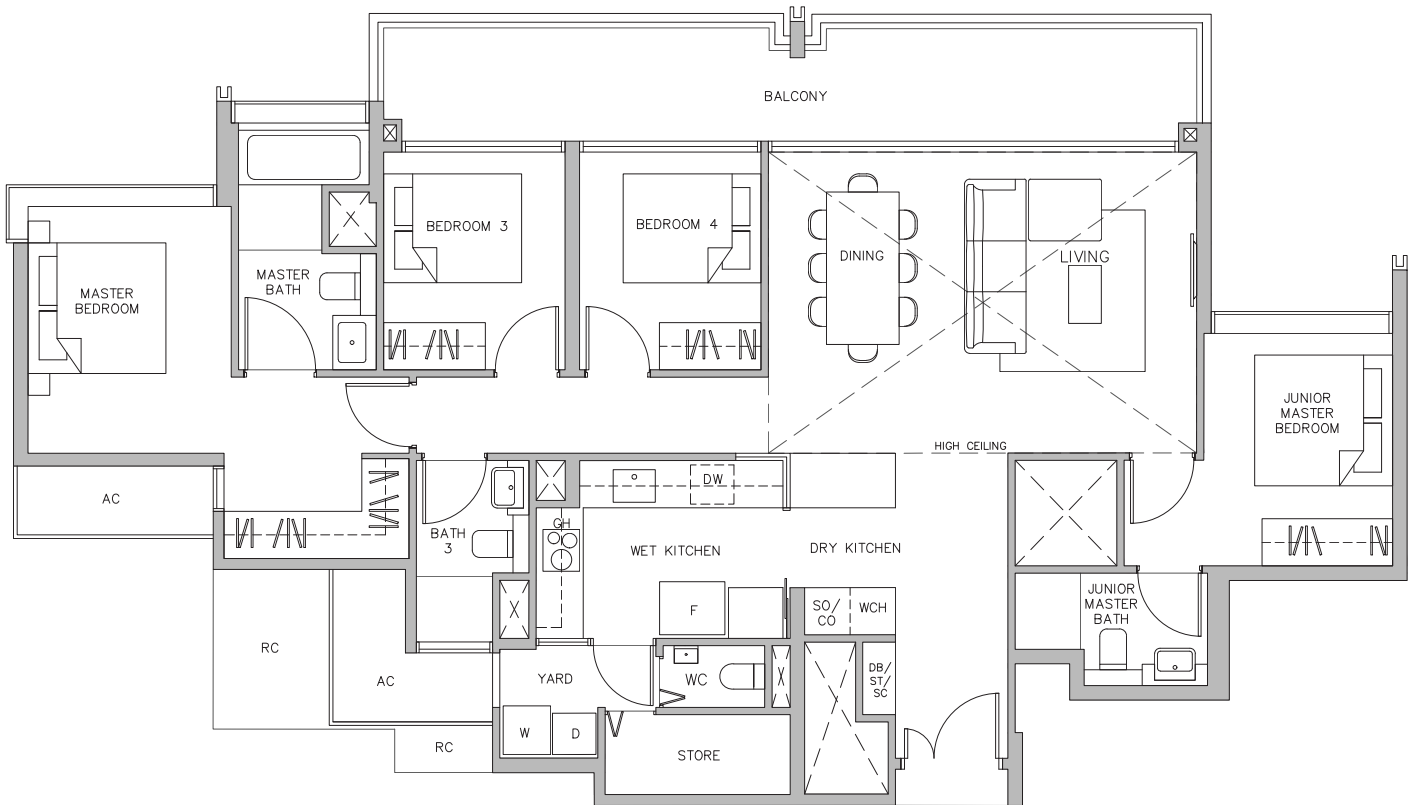 BALCONY
BEDROOM 3
BEDROOM 4
DINING
LIVING
MASTER
BATH
MASTER
BEDROOM
JUNIOR
MASTER
BEDROOM
HIGH CEILING
AC
DW
GH
BATH
3
WET KITCHEN
DRY KITCHEN
F
SO/
CO
WCH
JUNIOR
MASTER
BATH
RC
AC
YARD
WC
DB/
ST/
SC
W
D
RC
STORE